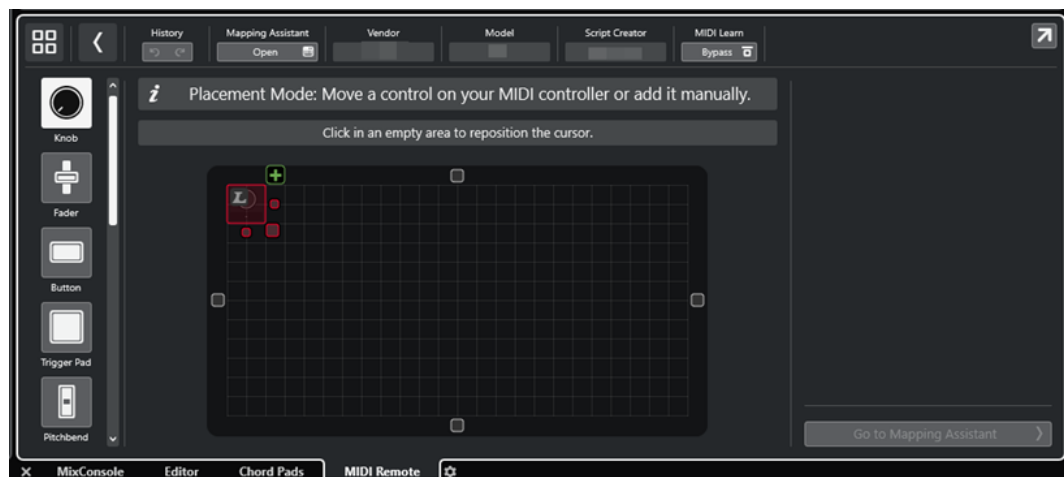 History
Mapping Assistant
Vendor
Model
Script Creator
MIDI Learn
Open
Bypass
i Placement Mode: Move a control on your MIDI controller or add it manually.
Click in an empty area to reposition the cursor.
Knob
L
Fader
Button
Trigger Pad
Pitchbend
Go to Mapping Assistant
MixConsole
Editor
Chord Pads
MIDI Remote